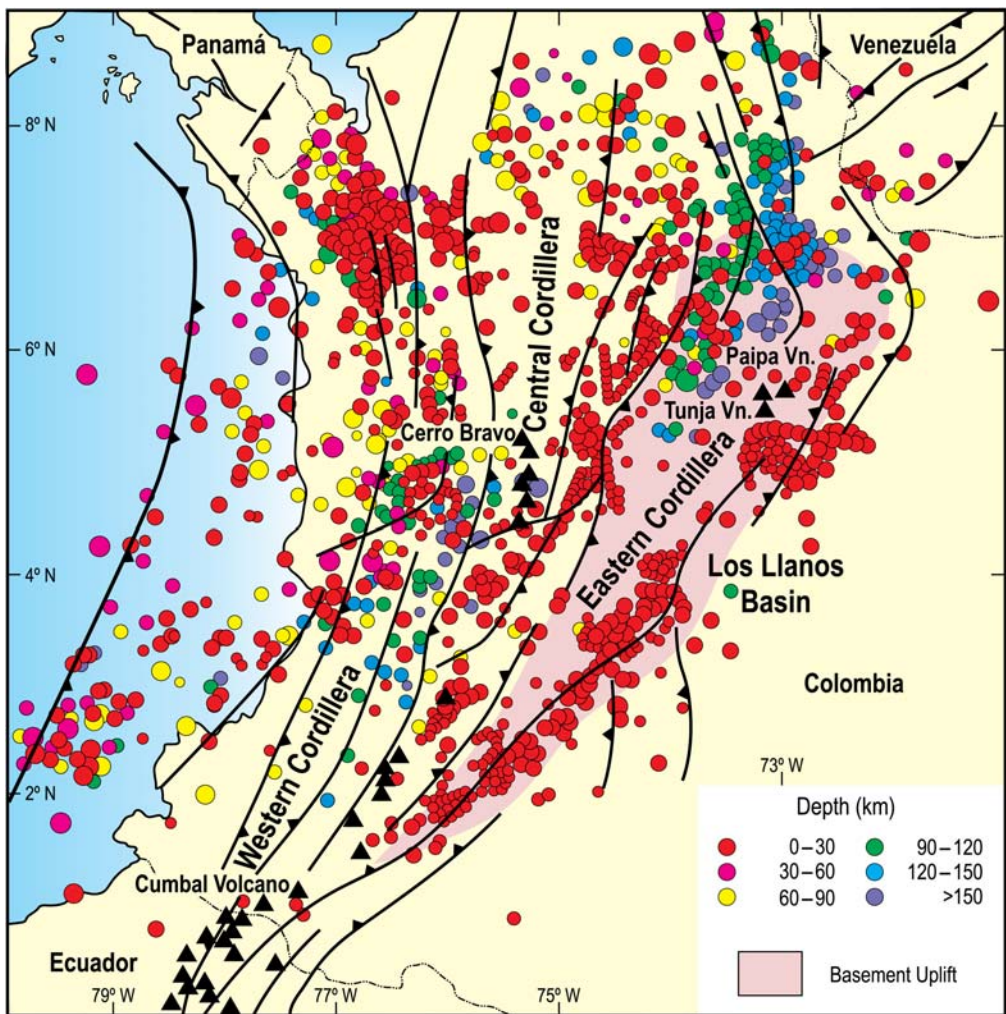 Panamá
Venezuela
8° N
Central Cordillera
6° N
Paipa Vn.
Tunja Vn.
Cerro Bravo
Eastern Cordillera
4° N
Los Llanos
Basin
Western Cordillera
Colombia
2° N
73° W
Depth (km)
0–30
90–120
30–60
120–150
60–90
>150
Cumbal Volcano
Ecuador
Basement Uplift
79° W
77° W
75° W